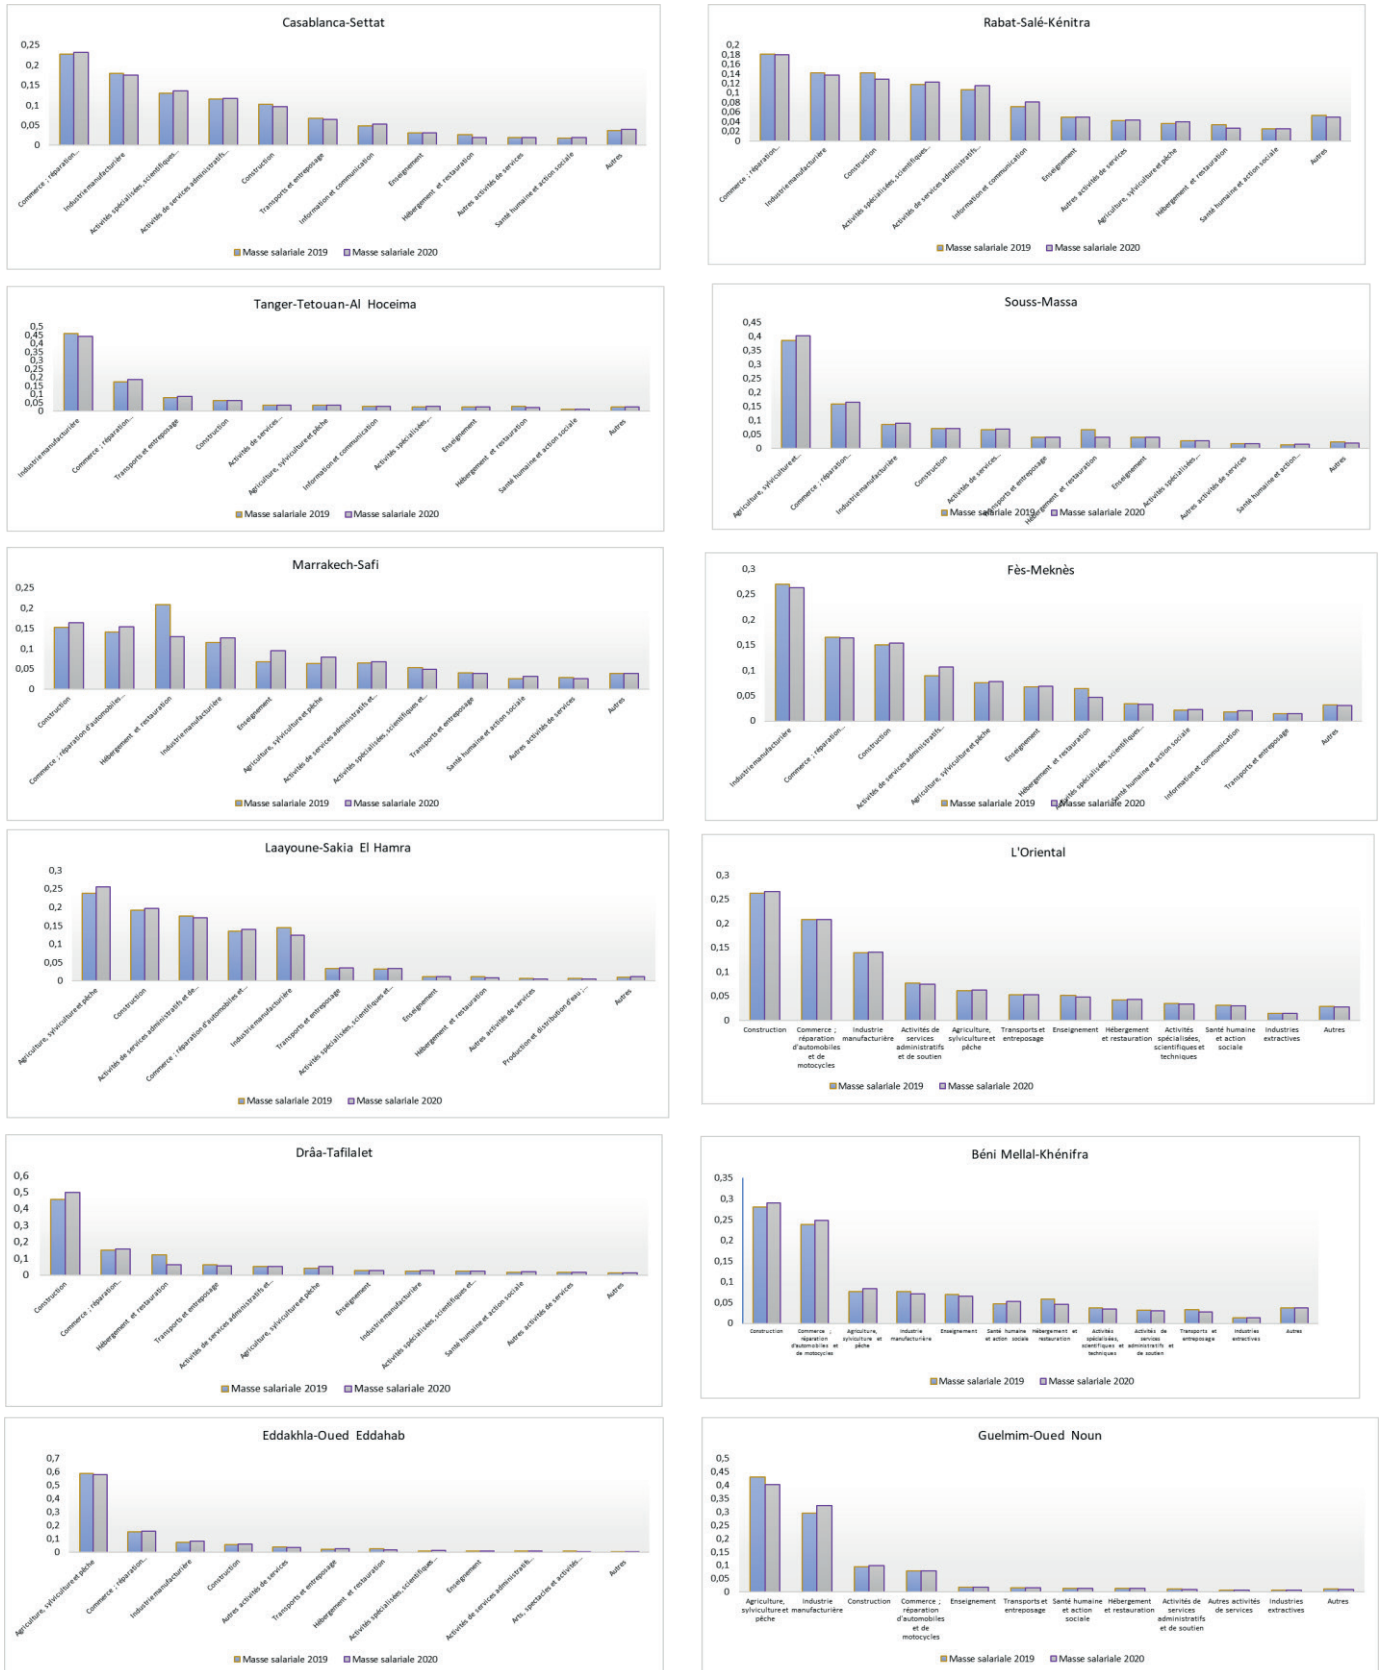 Casablanca-Settat
0,25
0,2
0,15
0,1
0,05
0
Commerce ; réparation...
Industrie manufacturière
Activités spécialisées, scientifiques...
Activités de services administratifs...
Construction
Transports et entreposage
Information et communication
Enseignement
Hébergement et restauration
Autres activités de services
Santé humaine et action sociale
Autres
Masse salariale 2019 Masse salariale 2020
Rabat-Salé-Kénitra
0,2
0,18
0,16
0,14
0,12
0,1
0,08
0,06
0,04
0,02
0
Commerce ; réparation...
Industrie manufacturière
Construction
Activités spécialisées, scientifiques...
Activités de services administratifs...
Information et communication
Enseignement
Autres activités de services
Agriculture, sylviculture et pêche
Hébergement et restauration
Santé humaine et action sociale
Autres
Masse salariale 2019 Masse salariale 2020
Tanger-Tetouan-Al Hoceima
0,5
0,45
0,4
0,35
0,3
0,25
0,2
0,15
0,1
0,05
0
Industrie manufacturière
Commerce ; réparation...
Transports et entreposage
Construction
Activités de services...
Agriculture, sylviculture et pêche
Information et communication
Activités spécialisées,...
Enseignement
Hébergement et restauration
Santé humaine et action sociale
Autres
Masse salariale 2019 Masse salariale 2020
Souss-Massa
0,45
0,4
0,35
0,3
0,25
0,2
0,15
0,1
0,05
0
Agriculture, sylviculture et...
Commerce ; réparation...
Industrie manufacturière
Construction
Activités de services...
Transports et entreposage
Hébergement et restauration
Enseignement
Activités spécialisées,...
Autres activités de services
Santé humaine et action...
Autres
Masse salariale 2019 Masse salariale 2020
Marrakech-Safi
0,25
0,2
0,15
0,1
0,05
0
Construction
Commerce ; réparation d'automobiles...
Hébergement et restauration
Industrie manufacturière
Enseignement
Agriculture, sylviculture et pêche
Activités de services administratifs et...
Activités spécialisées, scientifiques et...
Transports et entreposage
Santé humaine et action sociale
Autres activités de services
Autres
Masse salariale 2019 Masse salariale 2020
Fès-Meknès
0,3
0,25
0,2
0,15
0,1
0,05
0
Industrie manufacturière
Commerce ; réparation...
Construction
Activités de services administratifs...
Agriculture, sylviculture et pêche
Enseignement
Hébergement et restauration
Activités spécialisées, scientifiques...
Santé humaine et action sociale
Information et communication
Transports et entreposage
Autres
Masse salariale 2019 Masse salariale 2020
Laayoune-Sakia El Hamra
0,3
0,25
0,2
0,15
0,1
0,05
0
Agriculture, sylviculture et pêche
Construction
Activités de services administratifs et de...
Commerce ; réparation d'automobiles et...
Industrie manufacturière
Transports et entreposage
Activités spécialisées, scientifiques et...
Enseignement
Hébergement et restauration
Autres activités de services
Production et distribution d'eau ;...
Autres
Masse salariale 2019 Masse salariale 2020
L'Oriental
0,3
0,25
0,2
0,15
0,1
0,05
0
Construction
Commerce ;
réparation
d'automobiles
et de
motocycles
Industrie
manufacturière
Activités de
services
administratifs
et de soutien
Agriculture,
sylviculture et
pêche
Transports et
entreposage
Enseignement
Hébergement
et restauration
Activités
spécialisées,
scientifiques et
techniques
Santé humaine
et action
sociale
Industries
extractives
Autres
Masse salariale 2019 Masse salariale 2020
Drâa-Tafilalet
0,6
0,5
0,4
0,3
0,2
0,1
0
Construction
Commerce ; réparation...
Hébergement et restauration
Transports et entreposage
Activités de services administratifs et...
Agriculture, sylviculture et pêche
Enseignement
Industrie manufacturière
Activités spécialisées, scientifiques et...
Santé humaine et action sociale
Autres activités de services
Autres
Masse salariale 2019 Masse salariale 2020
Béni Mellal-Khénifra
0,35
0,3
0,25
0,2
0,15
0,1
0,05
0
Construction
Commerce ;
réparation
d'automobiles et
de motocycles
Agriculture,
sylviculture et
pêche
Industrie
manufacturière
Enseignement
Santé humaine
et action sociale
Hébergement et
restauration
Activités
spécialisées,
scientifiques et
techniques
Activités de
services
administratifs et
de soutien
Transports et
entreposage
Industries
extractives
Autres
Masse salariale 2019 Masse salariale 2020
Eddakhla-Oued Eddahab
0,7
0,6
0,5
0,4
0,3
0,2
0,1
0
Agriculture, sylviculture et pêche
Commerce ; réparation...
Industrie manufacturière
Construction
Autres activités de services
Transports et entreposage
Hébergement et restauration
Activités spécialisées, scientifiques...
Enseignement
Activités de services administratifs...
Arts, spectacles et activités...
Autres
Masse salariale 2019 Masse salariale 2020
Guelmim-Oued Noun
0,5
0,45
0,4
0,35
0,3
0,25
0,2
0,15
0,1
0,05
0
Agriculture,
sylviculture et
pêche
Industrie
manufacturière
Construction
Commerce ;
réparation
d'automobiles
et de
motocycles
Enseignement
Transports et
entreposage
Santé humaine
et action
sociale
Hébergement
et restauration
Activités de
services
administratifs
et de soutien
Autres activités
de services
Industries
extractives
Autres
Masse salariale 2019 Masse salariale 2020